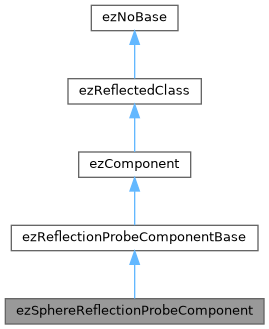 ezNoBase
ezReflectedClass
ezComponent
ezReflectionProbeComponentBase
ezSphereReflectionProbeComponent